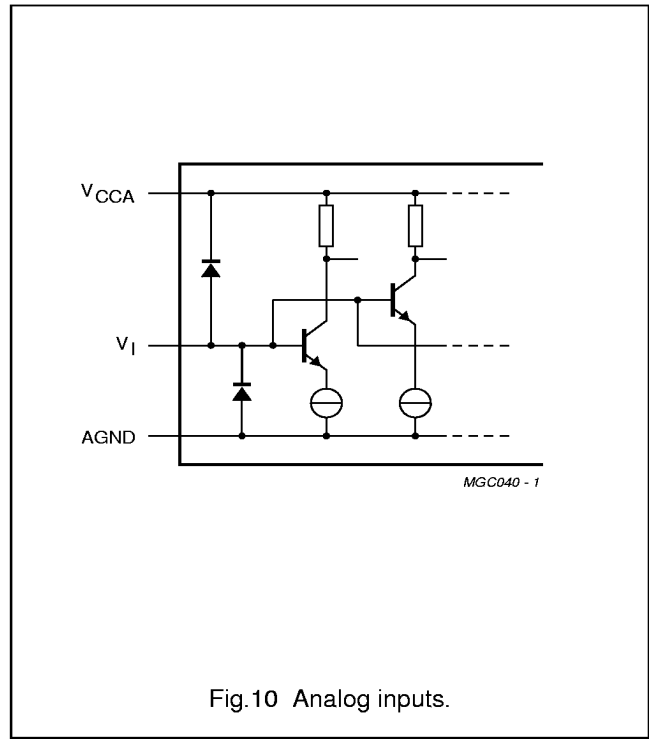 VCCA
VI
AGND
MGC040 - 1
Fig.10 Analog inputs.